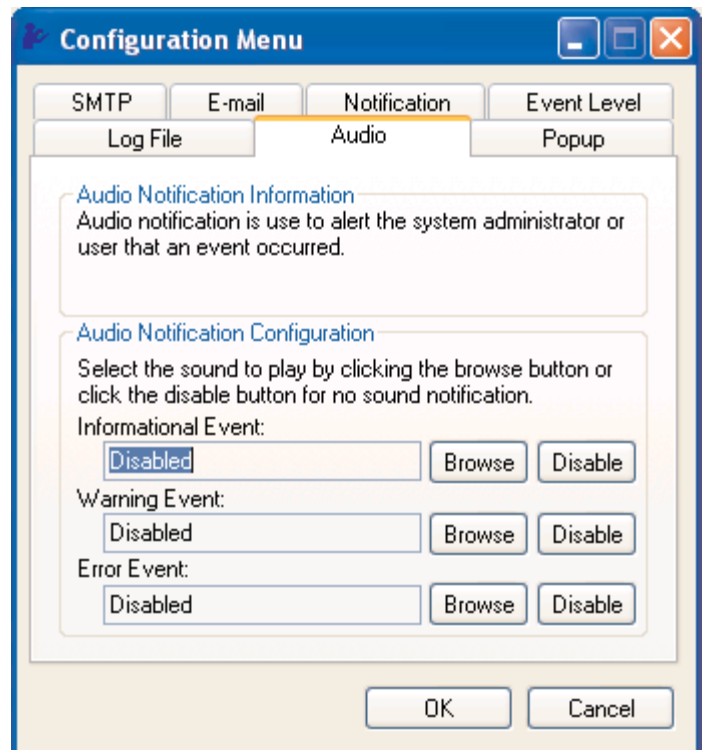 Configuration Menu
SMTP E-mail Notification Event Level
Log File Audio Popup
Audio Notification Information
Audio notification is use to alert the system administrator or
user that an event occurred.
Audio Notification Configuration
Select the sound to play by clicking the browse button or
click the disable button for no sound notification.
Informational Event:
Disabled Browse Disable
Warning Event:
Disabled Browse Disable
Error Event:
Disabled Browse Disable
OK Cancel